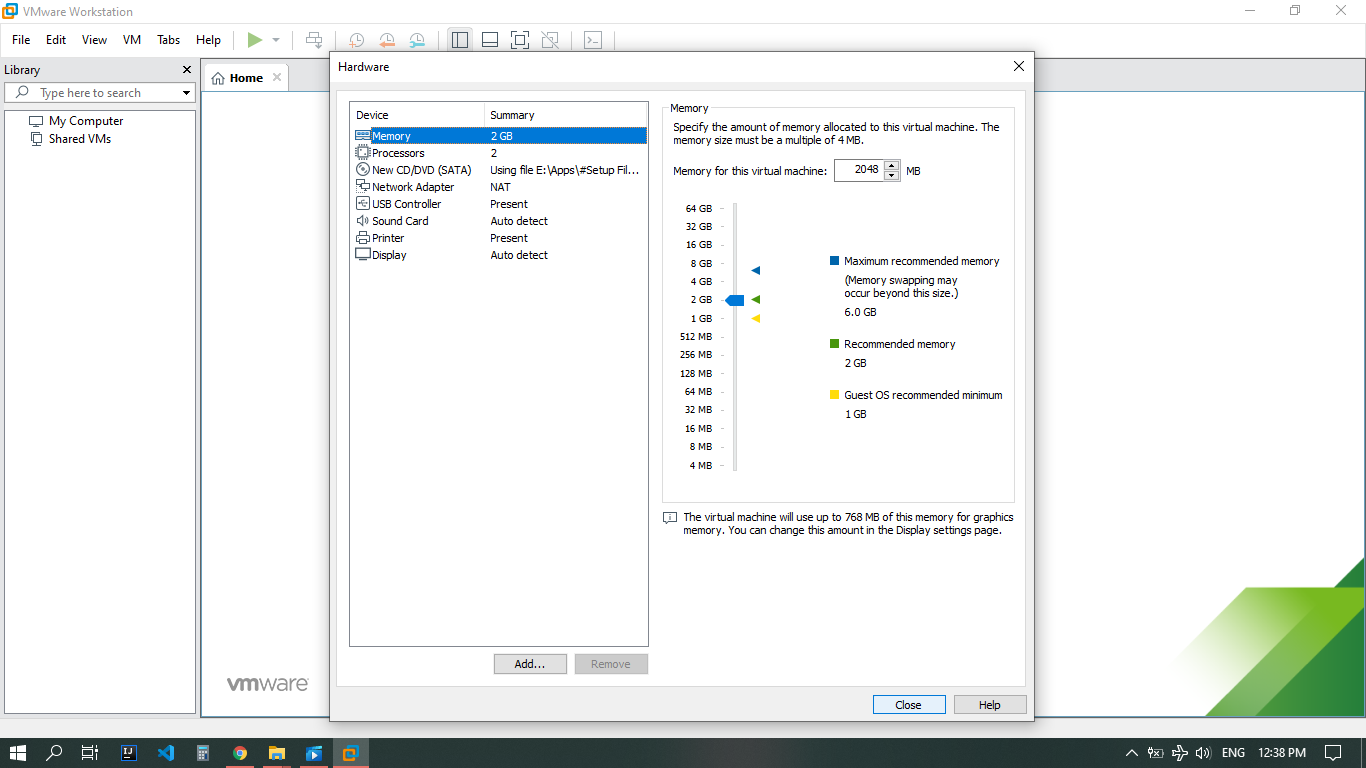 VMware Workstation
File Edit View VM Tabs Help
Library
Type here to search
My Computer
Shared VMs
Home
Hardware
Device Summary
Memory 2 GB
Processors 2
New CD/DVD (SATA) Using file E:\Apps\#Setup Fil...
Network Adapter NAT
USB Controller Present
Sound Card Auto detect
Printer Present
Display Auto detect
Add...
Remove
Memory
Specify the amount of memory allocated to this virtual machine. The
memory size must be a multiple of 4 MB.
Memory for this virtual machine: 2048 MB
64 GB
32 GB
16 GB
8 GB
4 GB
2 GB
1 GB
512 MB
256 MB
128 MB
64 MB
32 MB
16 MB
8 MB
4 MB
Maximum recommended memory
(Memory swapping may
occur beyond this size.)
6.0 GB
Recommended memory
2 GB
Guest OS recommended minimum
1 GB
The virtual machine will use up to 768 MB of this memory for graphics
memory. You can change this amount in the Display settings page.
Close
Help
vmware
IJ
ENG
12:38 PM